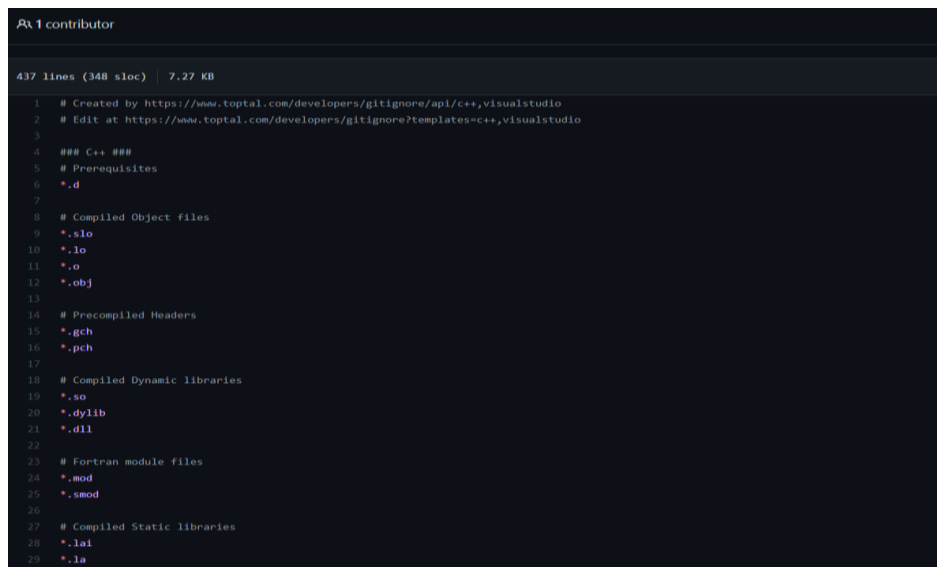 1 contributor
437 lines (348 sloc) 7.27 KB
1 # Created by https://www.toptal.com/developers/gitignore/api/c++,visualstudio
2 # Edit at https://www.toptal.com/developers/gitignore?templates=c++,visualstudio
3
4 ### C++ ###
5 # Prerequisites
6 *.d
7
8 # Compiled Object files
9 *.slo
10 *.lo
11 *.o
12 *.obj
13
14 # Precompiled Headers
15 *.gch
16 *.pch
17
18 # Compiled Dynamic libraries
19 *.so
20 *.dylib
21 *.dll
22
23 # Fortran module files
24 *.mod
25 *.smod
26
27 # Compiled Static libraries
28 *.lai
29 *.la